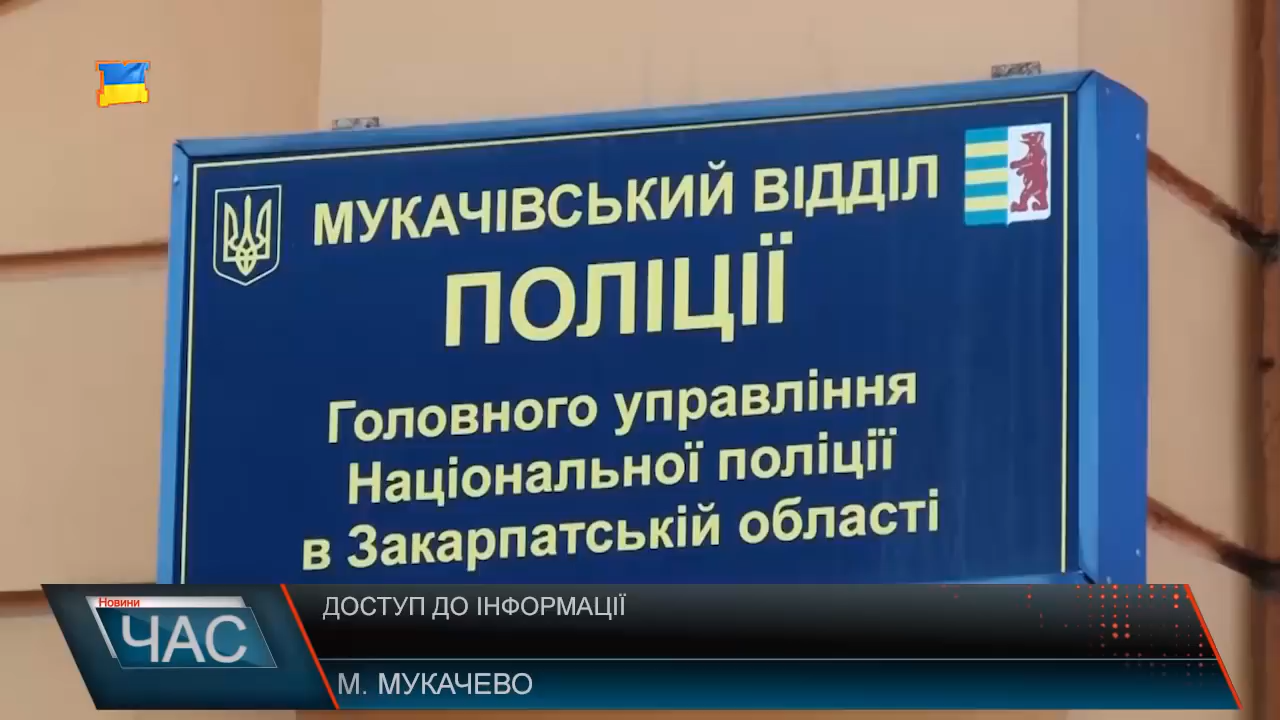 МУКАЧІВСЬКИЙ ВІДДІЛ
ПОЛІЦІЇ
Головного управління
Національної поліції
в Закарпатській області
Новини
ЧАС
ДОСТУП ДО ІНФОРМАЦІЇ
М. МУКАЧЕВО